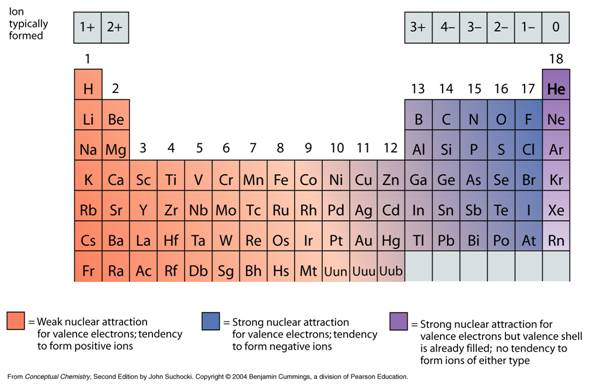 Ion
typically
formed
1+ 2+ 3+ 4– 3– 2– 1– 0
1 18
H 2 13 14 15 16 17 He
Li Be B C N O F Ne
Na Mg 3 4 5 6 7 8 9 10 11 12 Al Si P S Cl Ar
K Ca Sc Ti V Cr Mn Fe Co Ni Cu Zn Ga Ge As Se Br Kr
Rb Sr Y Zr Nb Mo Tc Ru Rh Pd Ag Cd In Sn Sb Te I Xe
Cs Ba La Hf Ta W Re Os Ir Pt Au Hg Tl Pb Bi Po At Rn
Fr Ra Ac Rf Db Sg Bh Hs Mt Uun Uuu Uub
= Weak nuclear attraction
for valence electrons; tendency
to form positive ions
= Strong nuclear attraction
for valence electrons; tendency
to form negative ions
= Strong nuclear attraction for
valence electrons but valence shell
is already filled; no tendency to
form ions of either type
From Conceptual Chemistry, Second Edition by John Suchocki. Copyright © 2004 Benjamin Cummings, a division of Pearson Education.